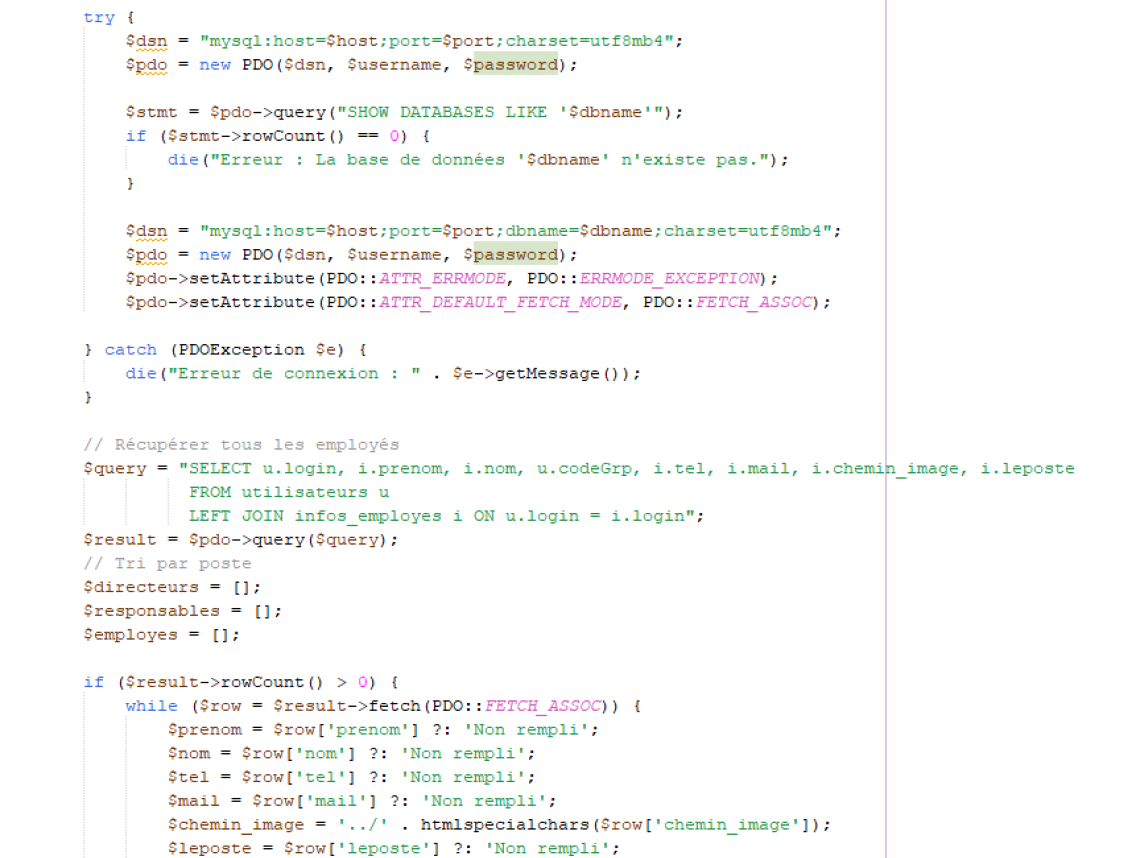 try {
$dsn = "mysql:host=$host;port=$port;charset=utf8mb4";
$pdo = new PDO($dsn, $username, $password);
$stmt = $pdo->query("SHOW DATABASES LIKE '$dbname'");
if ($stmt->rowCount() == 0) {
die("Erreur : La base de données '$dbname' n'existe pas.");
}
$dsn = "mysql:host=$host;port=$port;dbname=$dbname;charset=utf8mb4";
$pdo = new PDO($dsn, $username, $password);
$pdo->setAttribute(PDO::ATTR_ERRMODE, PDO::ERRMODE_EXCEPTION);
$pdo->setAttribute(PDO::ATTR_DEFAULT_FETCH_MODE, PDO::FETCH_ASSOC);
} catch (PDOException $e) {
die("Erreur de connexion : " . $e->getMessage());
}
// Récupérer tous les employés
$query = "SELECT u.login, i.prenom, i.nom, u.codeGrp, i.tel, i.mail, i.chemin_image, i.leposte
FROM utilisateurs u
LEFT JOIN infos_employes i ON u.login = i.login";
$result = $pdo->query($query);
// Tri par poste
$directeurs = [];
$responsables = [];
$employes = [];
if ($result->rowCount() > 0) {
while ($row = $result->fetch(PDO::FETCH_ASSOC)) {
$prenom = $row['prenom'] ?: 'Non rempli';
$nom = $row['nom'] ?: 'Non rempli';
$tel = $row['tel'] ?: 'Non rempli';
$mail = $row['mail'] ?: 'Non rempli';
$chemin_image = '../' . htmlspecialchars($row['chemin_image']);
$leposte = $row['leposte'] ?: 'Non rempli';